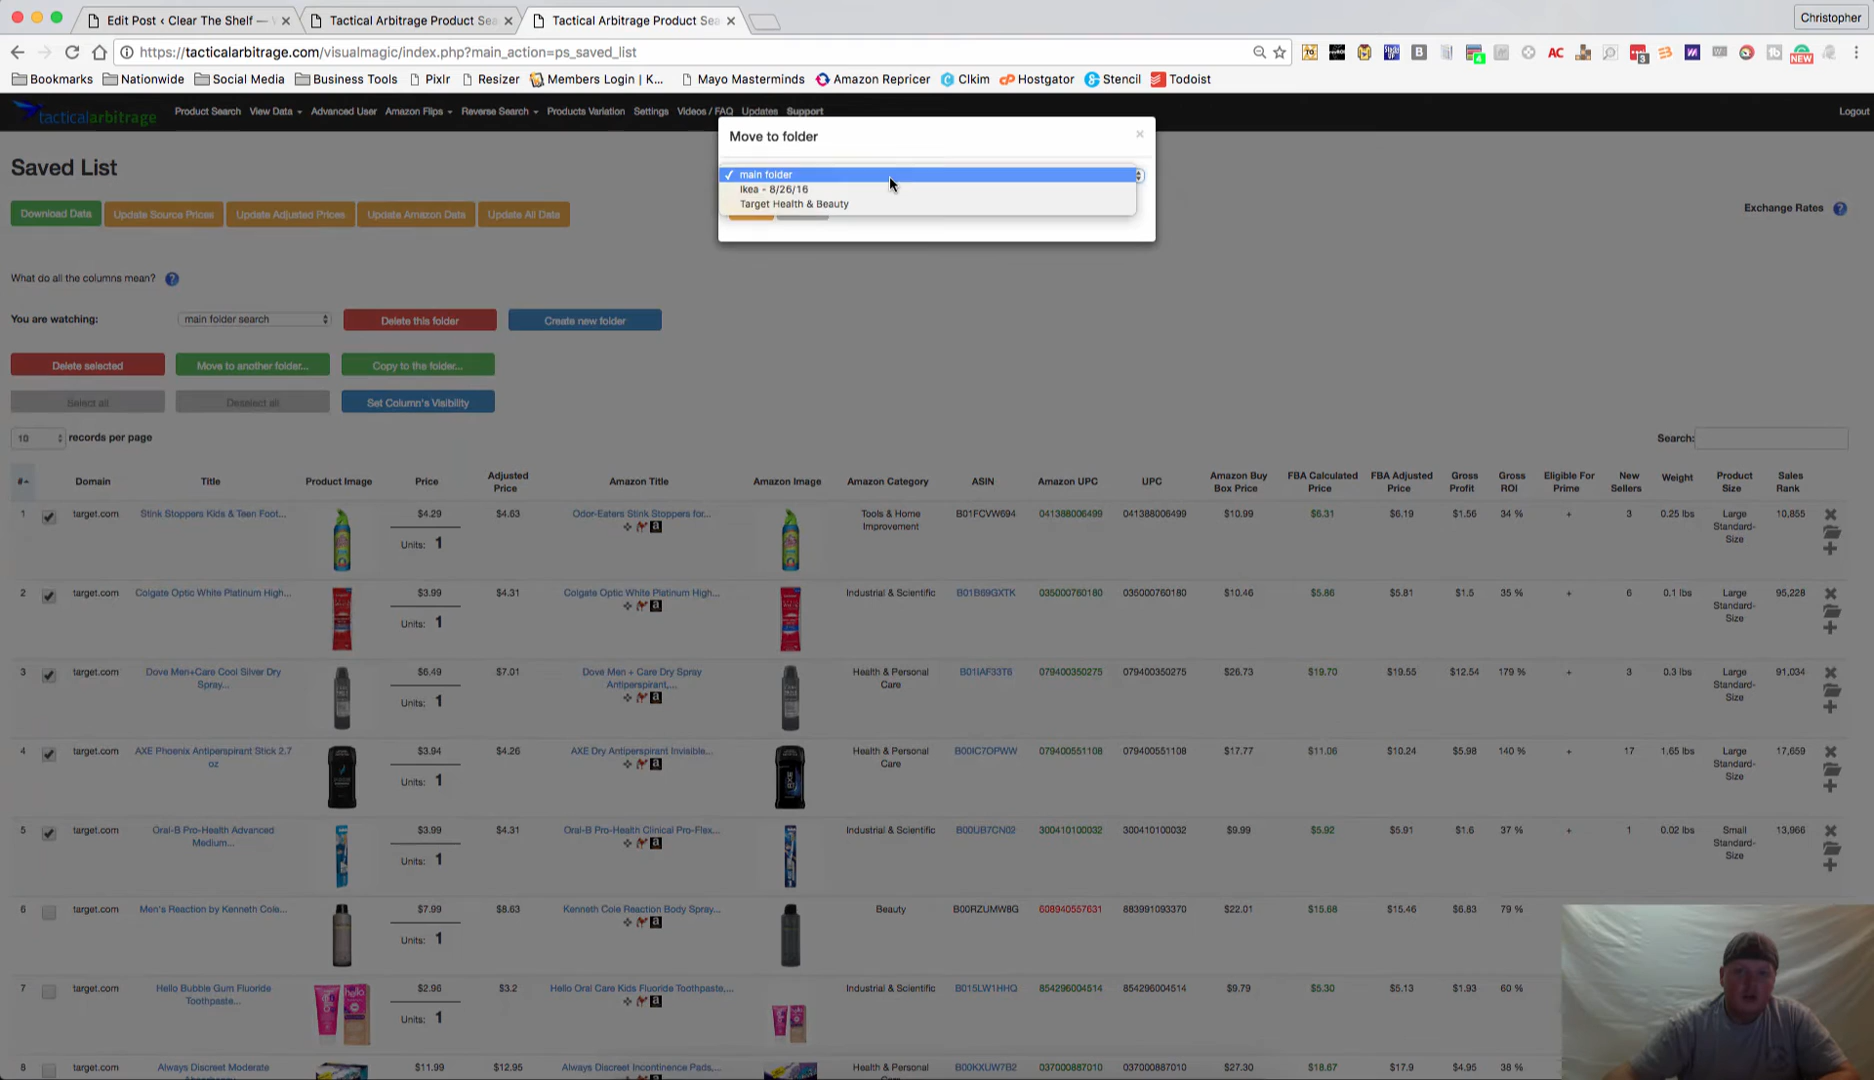 Edit Post ‹ Clear The Shelf —
Tactical Arbitrage Product Sea
Tactical Arbitrage Product Sea
Christopher
https://tacticalarbitrage.com/visualmagic/index.php?main_action=ps_saved_list
Bookmarks Nationwide Social Media Business Tools Pixlr Resizer Members Login | K... Mayo Masterminds Amazon Repricer Clkim Hostgator Stencil Todoist
tacticalarbitrage Product Search View Data Advanced User Amazon Flips Reverse Search Products Variation Settings Videos / FAQ Updates Support Logout
Move to folder ×
✓ main folder
Ikea - 8/26/16
Target Health & Beauty
Saved List
Download Data Update Source Prices Update Adjusted Prices Update Amazon Data Update All Data Exchange Rates ?
What do all the columns mean? ?
You are watching: main folder search Delete this folder Create new folder
Delete selected Move to another folder... Copy to the folder...
Select all Deselect all Set Column's Visibility
10 records per page Search:
# Domain Title Product Image Price Adjusted Price Amazon Title Amazon Image Amazon Category ASIN Amazon UPC UPC Amazon Buy Box Price FBA Calculated Price FBA Adjusted Price Gross Profit Gross ROI Eligible For Prime New Sellers Weight Product Size Sales Rank
1 target.com Stink Stoppers Kids & Teen Foot... $4.29 $4.63 Odor-Eaters Stink Stoppers for... Tools & Home Improvement B01FCVW694 041388006499 041388006499 $10.99 $6.31 $6.19 $1.56 34 % + 3 0.25 lbs Large Standard-Size 10,855
Units: 1
2 target.com Colgate Optic White Platinum High... $3.99 $4.31 Colgate Optic White Platinum High... Industrial & Scientific B01B69GXTK 035000760180 035000760180 $10.46 $5.86 $5.81 $1.5 35 % + 6 0.1 lbs Large Standard-Size 95,228
Units: 1
3 target.com Dove Men+Care Cool Silver Dry Spray... $6.49 $7.01 Dove Men + Care Dry Spray Antiperspirant,... Health & Personal Care B01IAF33T6 079400350275 079400350275 $26.73 $19.70 $19.55 $12.54 179 % + 3 0.3 lbs Large Standard-Size 91,034
Units: 1
4 target.com AXE Phoenix Antiperspirant Stick 2.7 oz $3.94 $4.26 AXE Dry Antiperspirant Invisible... Health & Personal Care B00IC7OPWW 079400551108 079400551108 $17.77 $11.06 $10.24 $5.98 140 % + 17 1.65 lbs Large Standard-Size 17,659
Units: 1
5 target.com Oral-B Pro-Health Advanced Medium... $3.99 $4.31 Oral-B Pro-Health Clinical Pro-Flex... Industrial & Scientific B00UB7CN02 300410100032 300410100032 $9.99 $5.92 $5.91 $1.6 37 % + 1 0.02 lbs Small Standard-Size 13,966
Units: 1
6 target.com Men's Reaction by Kenneth Cole... $7.99 $8.63 Kenneth Cole Reaction Body Spray... Beauty B00RZUMW8G 608940557631 883991093370 $22.01 $15.68 $15.46 $6.83 79 %
Units: 1
7 target.com Hello Bubble Gum Fluoride Toothpaste... $2.96 $3.2 Hello Oral Care Kids Fluoride Toothpaste,... Industrial & Scientific B015LW1HHQ 854296004514 854296004514 $9.79 $5.30 $5.13 $1.93 60 %
Units: 1
8 target.com Always Discreet Moderate $11.99 $12.95 Always Discreet Incontinence Pads,... Health & Personal B00KXUW7B2 037000887010 037000887010 $27.30 $18.67 $17.9 $4.95 38 %